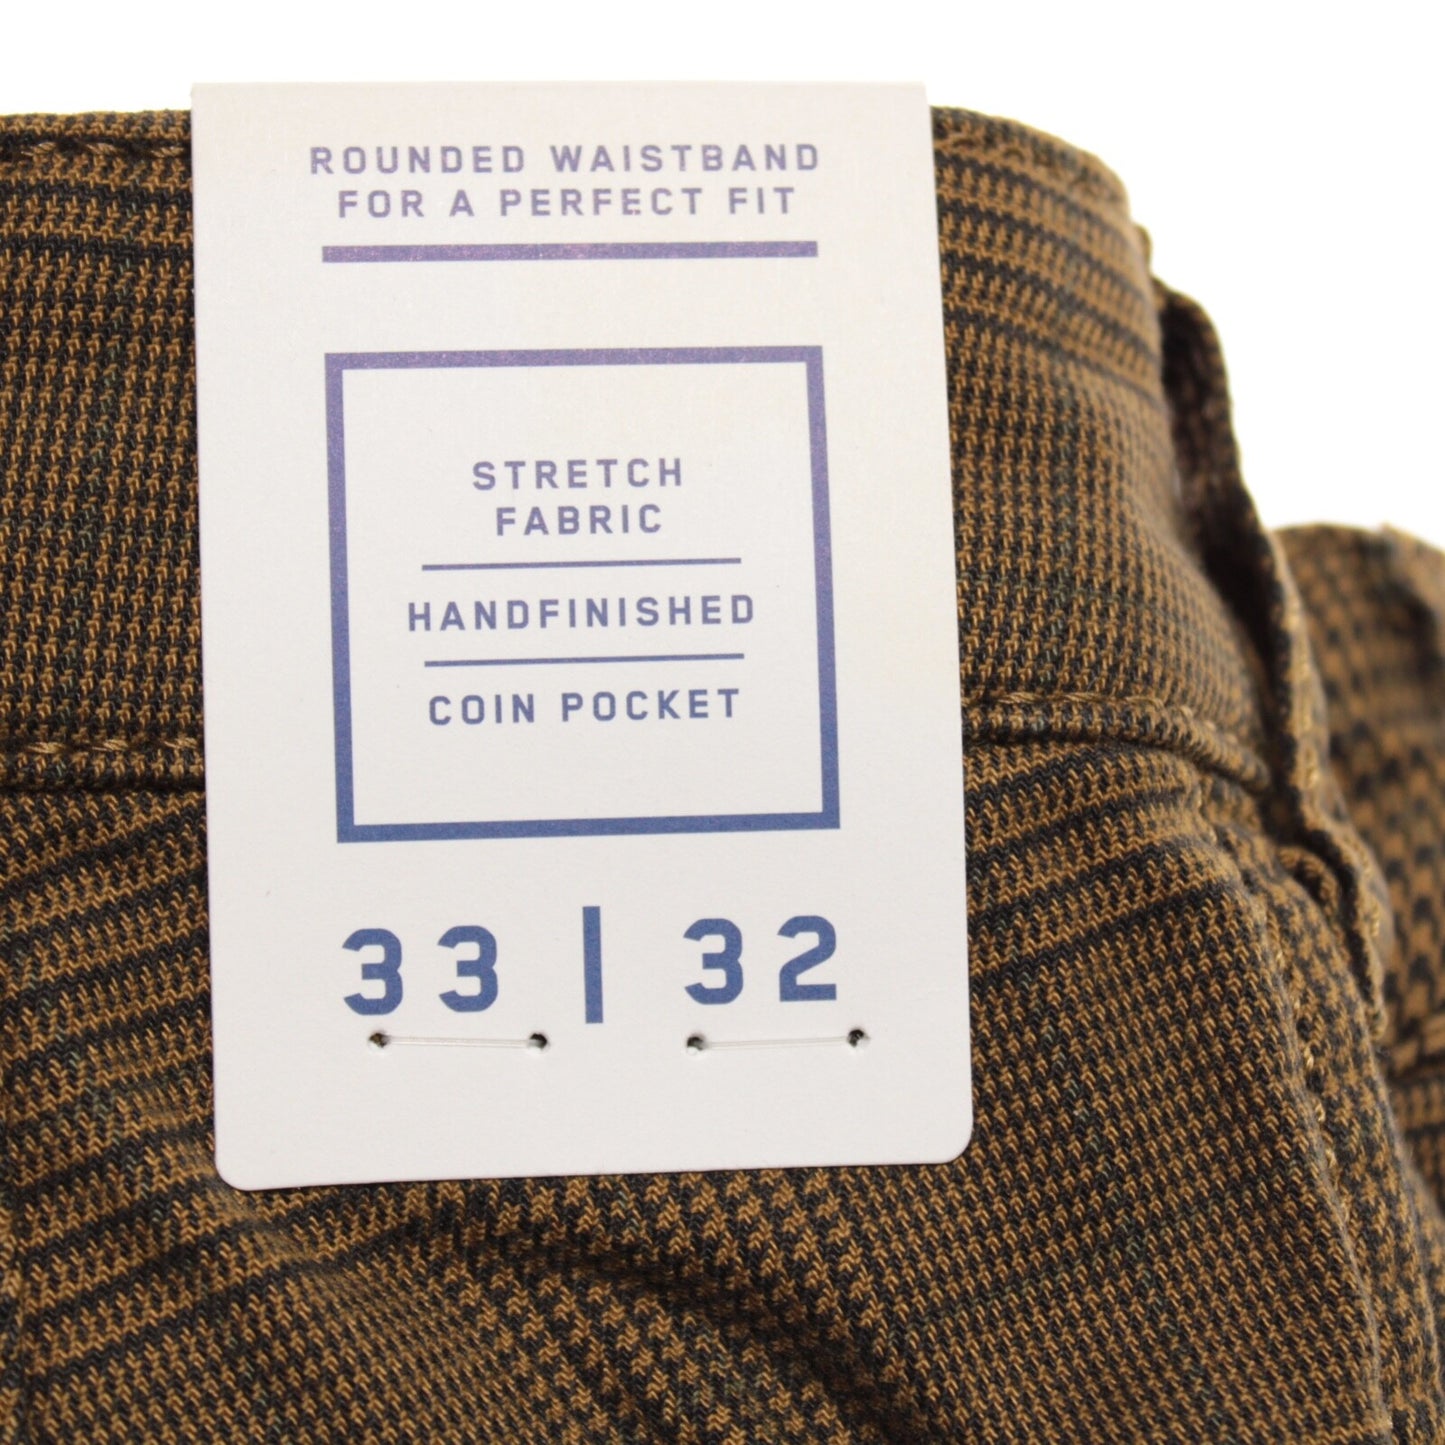 ROUNDED WAISTBAND
FOR A PERFECT FIT
STRETCH
FABRIC
HANDFINISHED
COIN POCKET
33 | 32